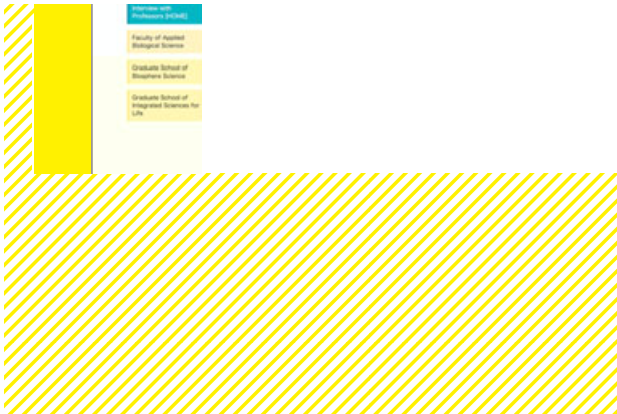 Interview with
Professors [HOME]
Faculty of Applied
Biological Science
Graduate School of
Biosphere Science
Graduate School of
Integrated Sciences for
Life